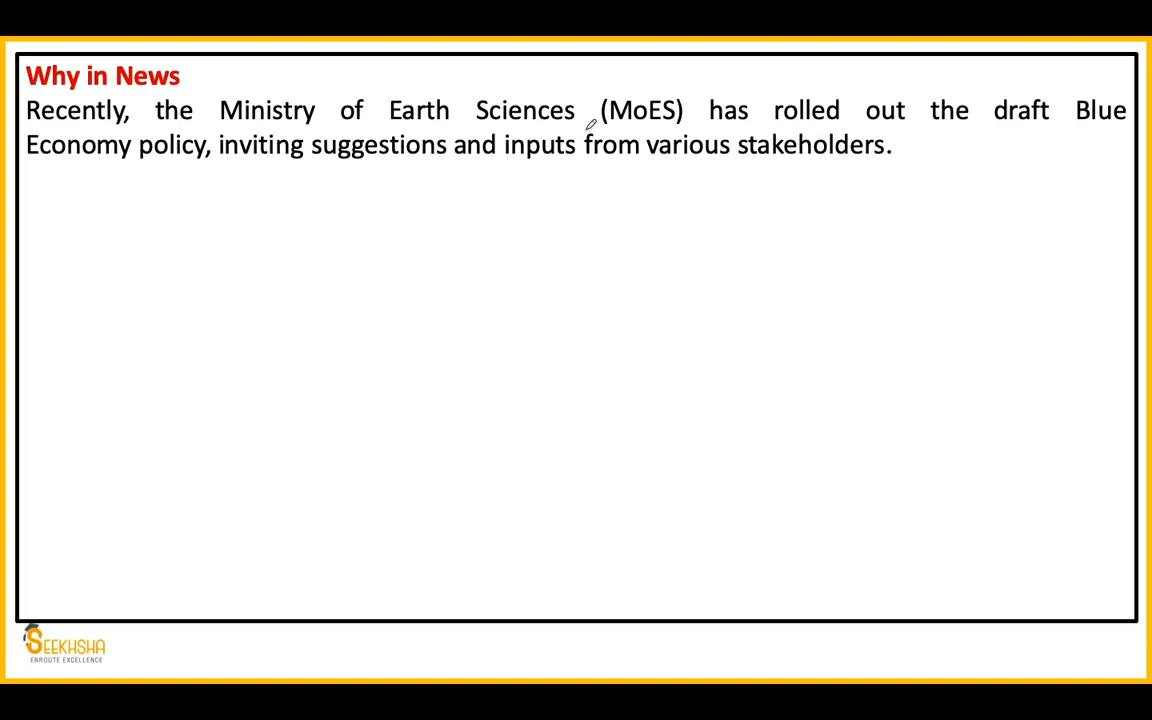 Why in News
Recently, the Ministry of Earth Sciences (MoES) has rolled out the draft Blue
Economy policy, inviting suggestions and inputs from various stakeholders.
SEEKHSHA
ENROUTE EXCELLENCE